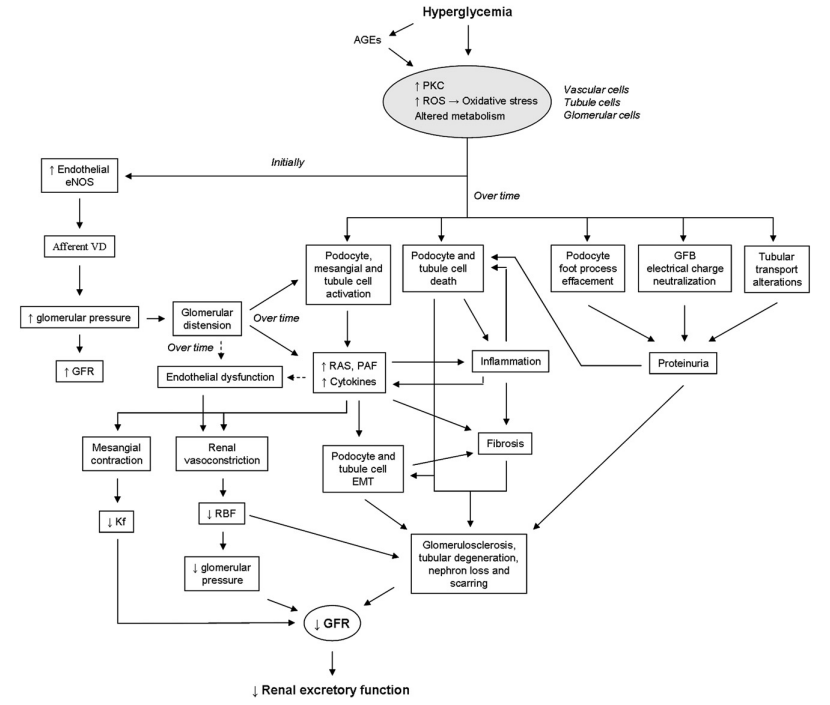 Hyperglycemia
AGEs
↑ PKC
↑ ROS → Oxidative stress
Altered metabolism
Vascular cells
Tubule cells
Glomerular cells
Initially
↑ Endothelial
eNOS
Over time
Afferent VD
Podocyte,
mesangial and
tubule cell
activation
Podocyte and
tubule cell
death
Podocyte
foot process
effacement
GFB
electrical charge
neutralization
Tubular
transport
alterations
↑ glomerular pressure
Glomerular
distension
Over time
Over time
↑ GFR
Endothelial dysfunction
↑ RAS, PAF
↑ Cytokines
Inflammation
Proteinuria
Mesangial
contraction
Renal
vasoconstriction
Podocyte and
tubule cell
EMT
Fibrosis
↓ Kf
↓ RBF
↓ glomerular
pressure
Glomerulosclerosis,
tubular degeneration,
nephron loss and
scarring
↓ GFR
↓ Renal excretory function